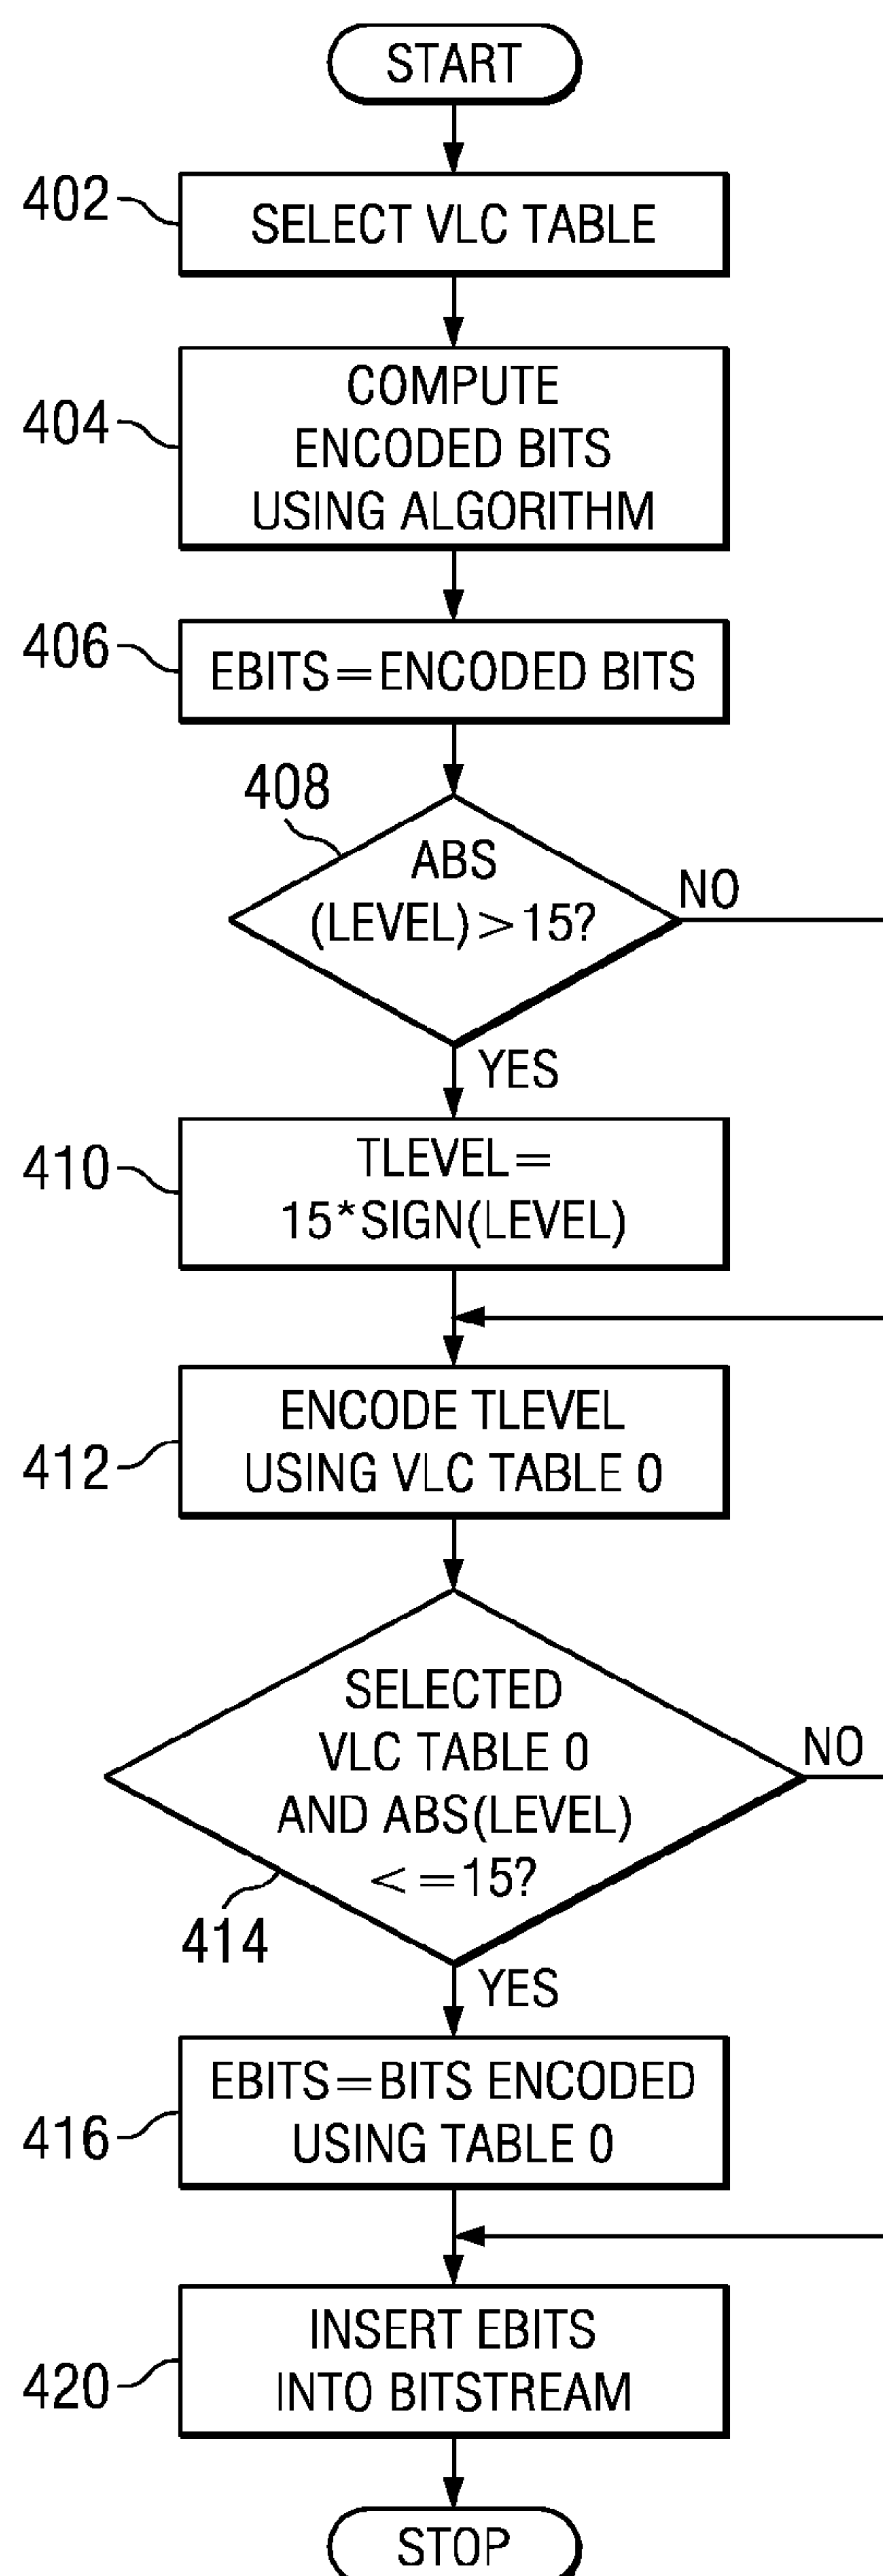 START
402
SELECT VLC TABLE
404
COMPUTE
ENCODED BITS
USING ALGORITHM
406
EBITS=ENCODED BITS
408
ABS
(LEVEL)>15?
NO
YES
410
TLEVEL=
15*SIGN(LEVEL)
412
ENCODE TLEVEL
USING VLC TABLE 0
SELECTED
VLC TABLE 0
AND ABS(LEVEL)
<=15?
NO
414
YES
416
EBITS=BITS ENCODED
USING TABLE 0
420
INSERT EBITS
INTO BITSTREAM
STOP